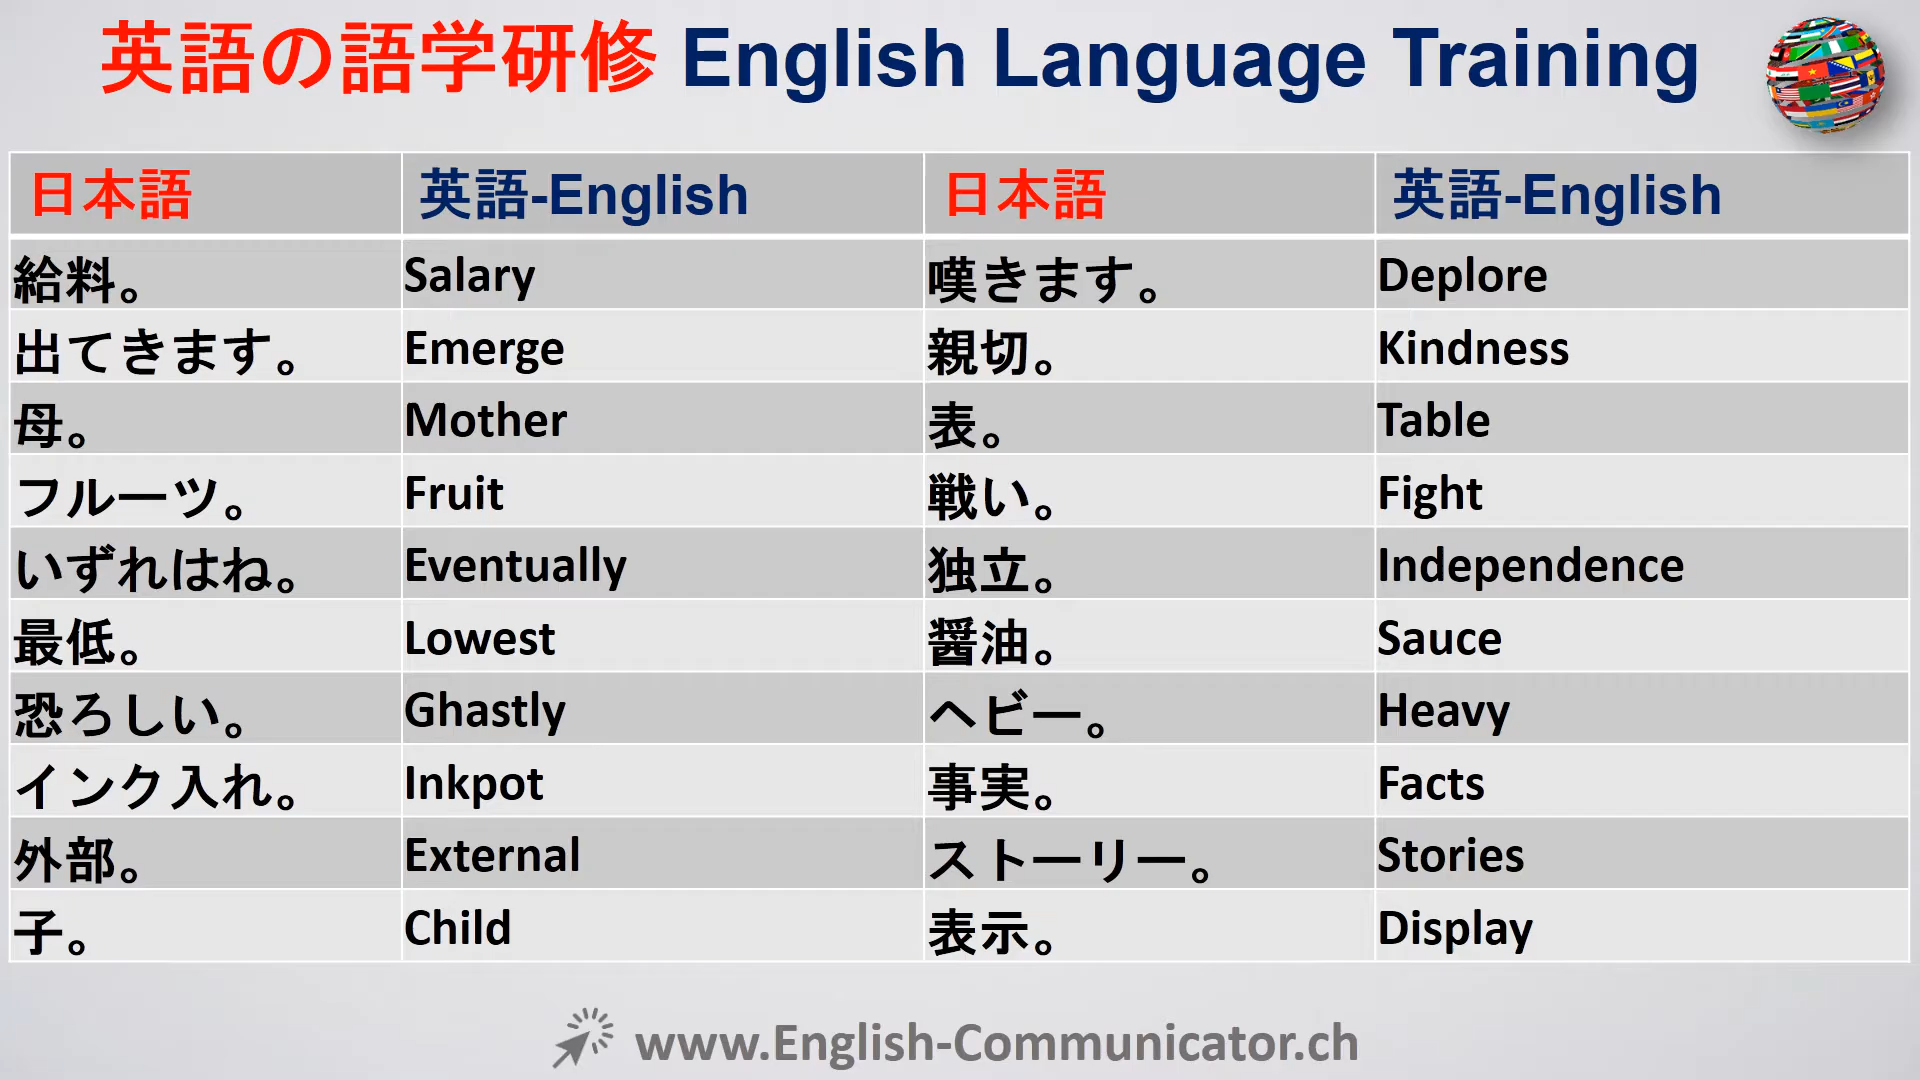 英語の語学研修 English Language Training
日本語 英語-English 日本語 英語-English
給料。 Salary 嘆きます。 Deplore
出てきます。 Emerge 親切。 Kindness
母。 Mother 表。 Table
フルーツ。 Fruit 戦い。 Fight
いずれはね。 Eventually 独立。 Independence
最低。 Lowest 醤油。 Sauce
恐ろしい。 Ghastly ヘビー。 Heavy
インク入れ。 Inkpot 事実。 Facts
外部。 External ストーリー。 Stories
子。 Child 表示。 Display
www.English-Communicator.ch